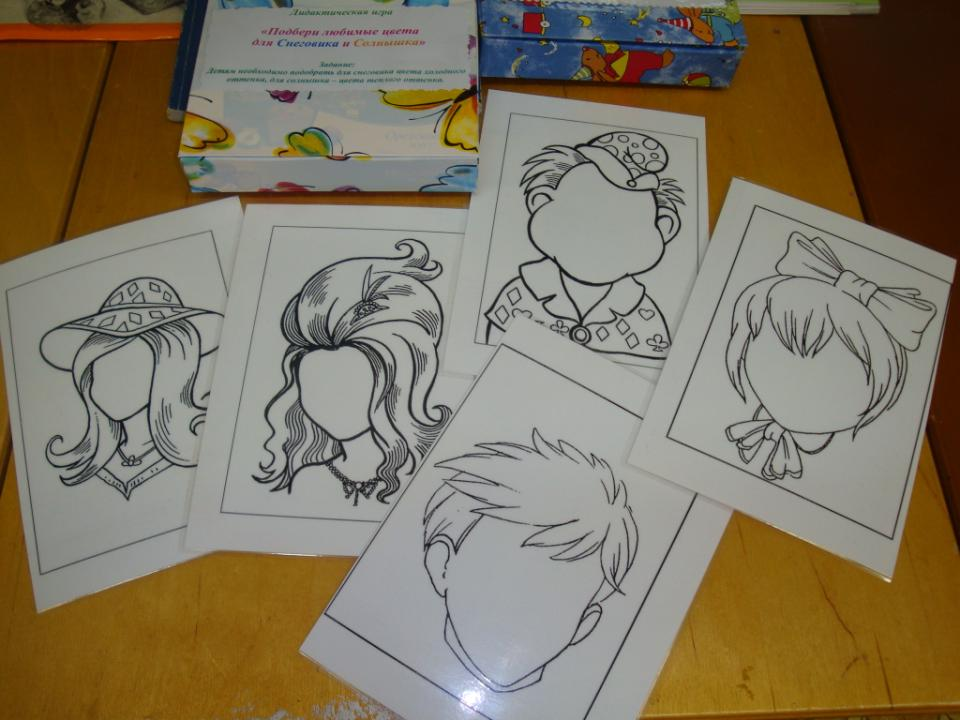 Дидактическая игра
«Подбери любимые цвета
для Снеговика и Солнышка»
Задание:
Детям необходимо подобрать для снеговика цвета холодного
оттенка, для солнышка – цвета теплого оттенка.